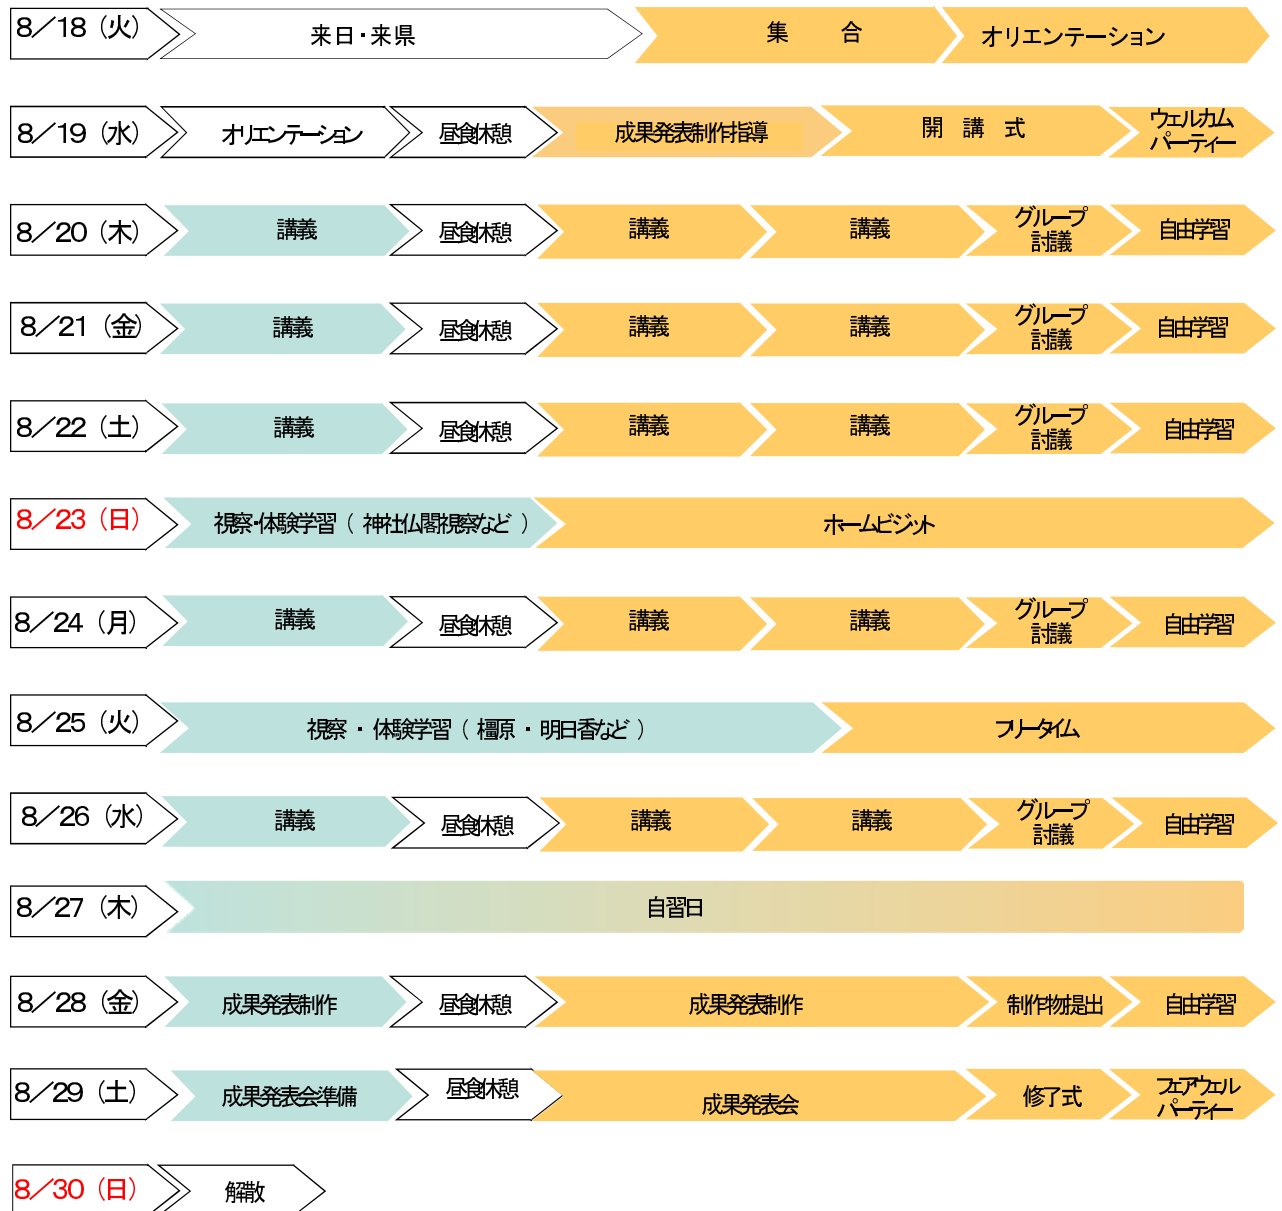 8／18（火） 来日・来県 集　合 オリエンテーション
8／19（水） オリエンテーション 昼食休憩 成果発表制作指導 開 講 式 ウェルカム
パーティー
8／20（木） 講義 昼食休憩 講義 講義 グループ 自由学習
討議
8／21（金） 講義 昼食休憩 講義 講義 グループ 自由学習
討議
8／22（土） 講義 昼食休憩 講義 講義 グループ 自由学習
討議
8／23（日） 視察・体験学習（ 神社仏閣視察など ） ホームビジット
8／24（月） 講義 昼食休憩 講義 講義 グループ 自由学習
討議
8／25（火） 視察 ・ 体験学習（ 橿原 ・ 明日香など ） フリータイム
8／26（水） 講義 昼食休憩 講義 講義 グループ 自由学習
討議
8／27（木） 自習日
8／28（金） 成果発表制作 昼食休憩 成果発表制作 制作物提出 自由学習
8／29（土） 成果発表会準備 昼食休憩 成果発表会 修了式 フェアウェル
パーティー
8／30（日） 解散